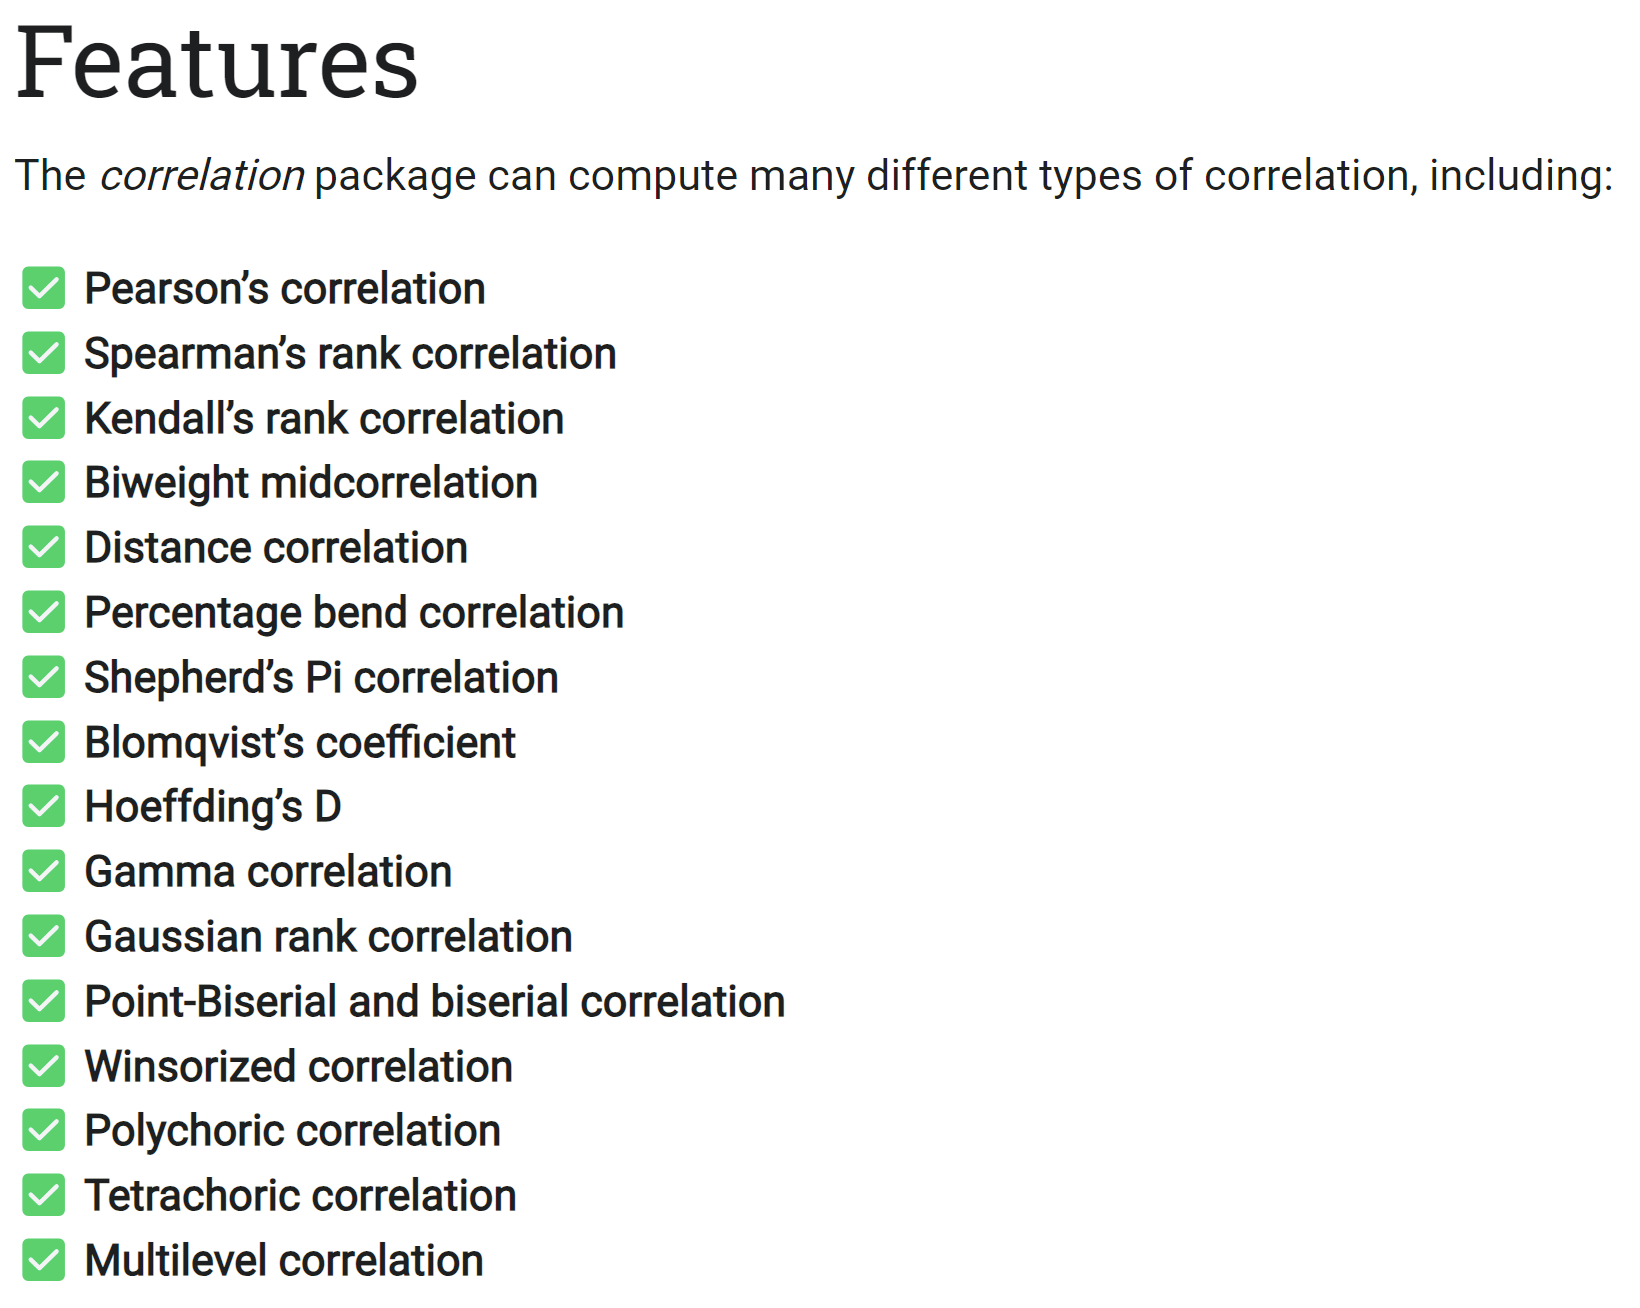 Features
The correlation package can compute many different types of correlation, including:
✅ Pearson’s correlation
✅ Spearman’s rank correlation
✅ Kendall’s rank correlation
✅ Biweight midcorrelation
✅ Distance correlation
✅ Percentage bend correlation
✅ Shepherd’s Pi correlation
✅ Blomqvist’s coefficient
✅ Hoeffding’s D
✅ Gamma correlation
✅ Gaussian rank correlation
✅ Point-Biserial and biserial correlation
✅ Winsorized correlation
✅ Polychoric correlation
✅ Tetrachoric correlation
✅ Multilevel correlation